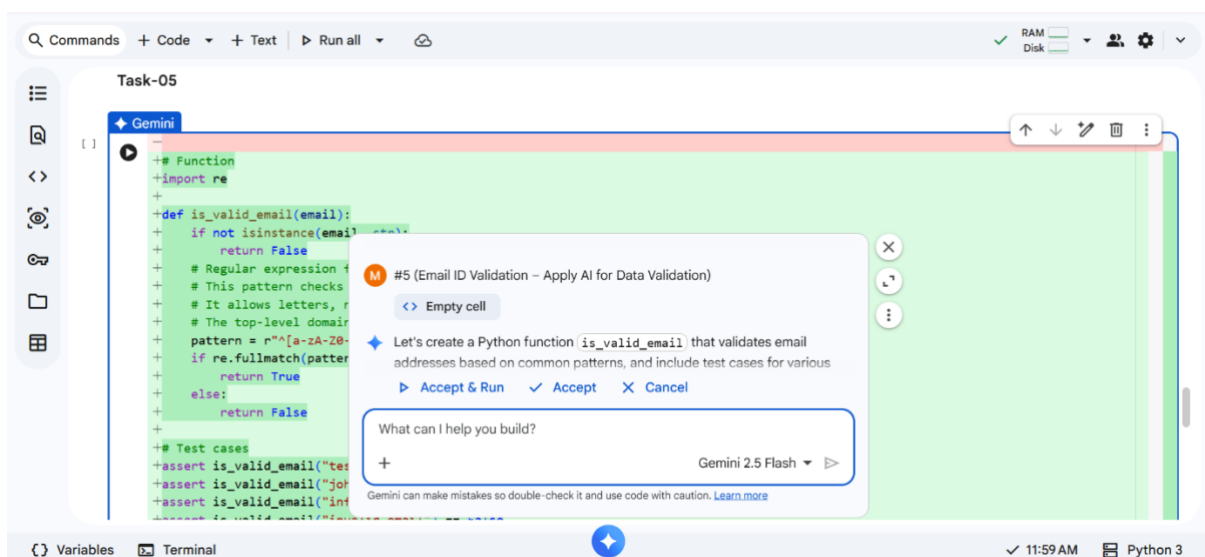 Commands + Code + Text Run all RAM
Disk
Task-05
Gemini
[ ]
+# Function
+import re
+
+def is_valid_email(email):
+ if not isinstance(email,
+ return False
+ # Regular expression
+ # This pattern checks
+ # It allows letters,
+ # The top-level domain
+ pattern = r"^[a-zA-Z0-
+ if re.fullmatch(patter
+ return True
+ else:
+ return False
+
+# Test cases
+assert is_valid_email("tes
+assert is_valid_email("joh
+assert is_valid_email("inf
M #5 (Email ID Validation – Apply AI for Data Validation)
<> Empty cell
Let's create a Python function is_valid_email that validates email
addresses based on common patterns, and include test cases for various
Accept & Run Accept Cancel
What can I help you build?
+ Gemini 2.5 Flash
Gemini can make mistakes so double-check it and use code with caution. Learn more
{} Variables Terminal 11:59 AM Python 3